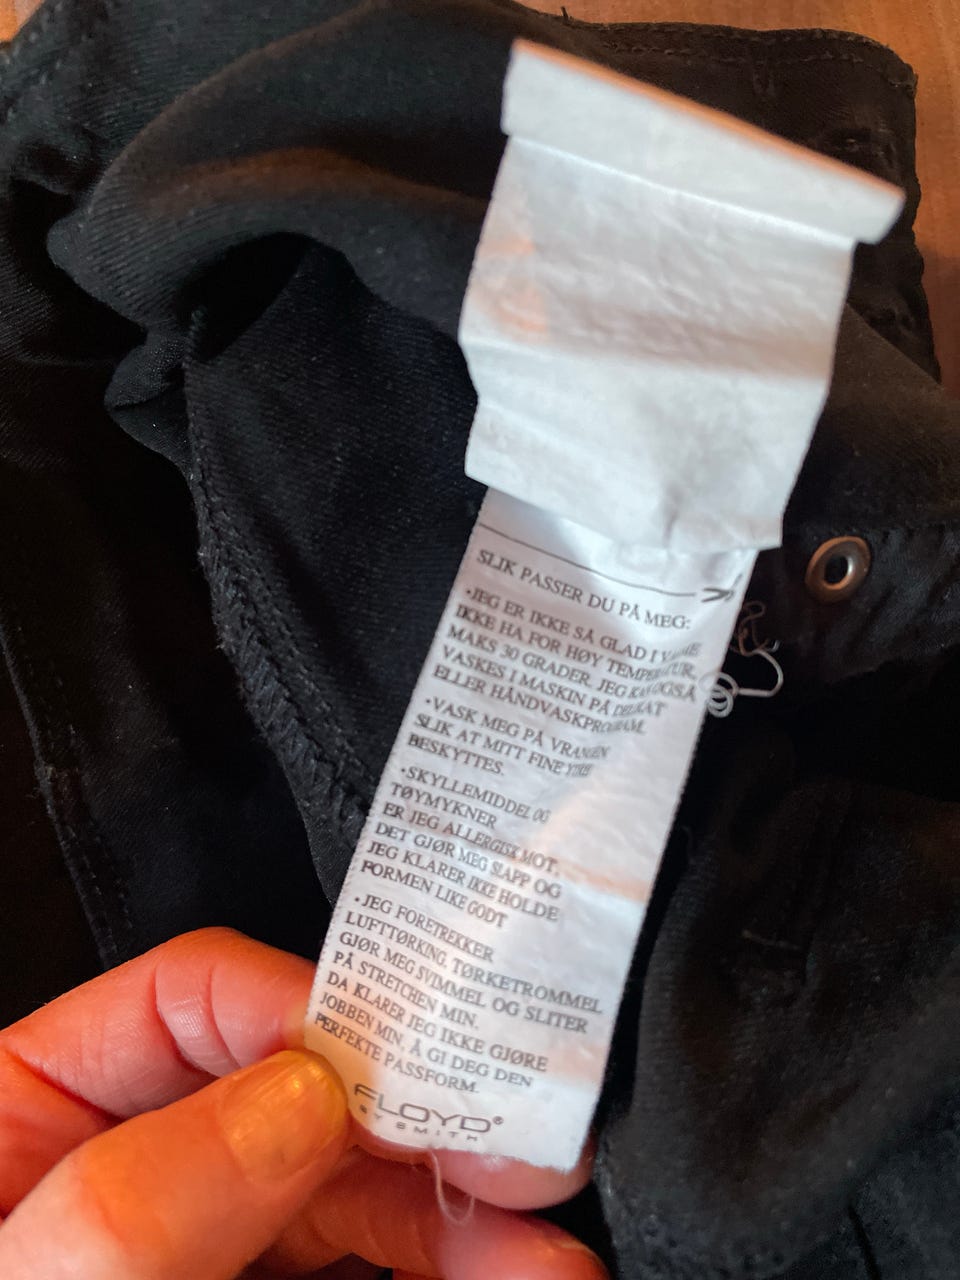 SLIK PASSER DU PÅ MEG:
•JEG ER IKKE SÅ GLAD I VARME.
IKKE HA FOR HØY TEMPERATUR,
MAKS 30 GRADER. JEG KAN OGSÅ
VASKES I MASKIN PÅ DELIKAT
ELLER HÅNDVASKPROGRAM.
•VASK MEG PÅ VRANGEN
SLIK AT MITT FINE YTRE
BESKYTTES.
•SKYLLEMIDDEL OG
TØYMYKNER
ER JEG ALLERGISK MOT.
DET GJØR MEG SLAPP OG
JEG KLARER IKKE HOLDE
FORMEN LIKE GODT
•JEG FORETREKKER
LUFTTØRKING. TØRKETROMMEL
GJØR MEG SVIMMEL OG SLITER
PÅ STRETCHEN MIN.
DA KLARER JEG IKKE GJØRE
JOBBEN MIN. Å GI DEG DEN
PERFEKTE PASSFORM.
FLOYD®
BY SMITH